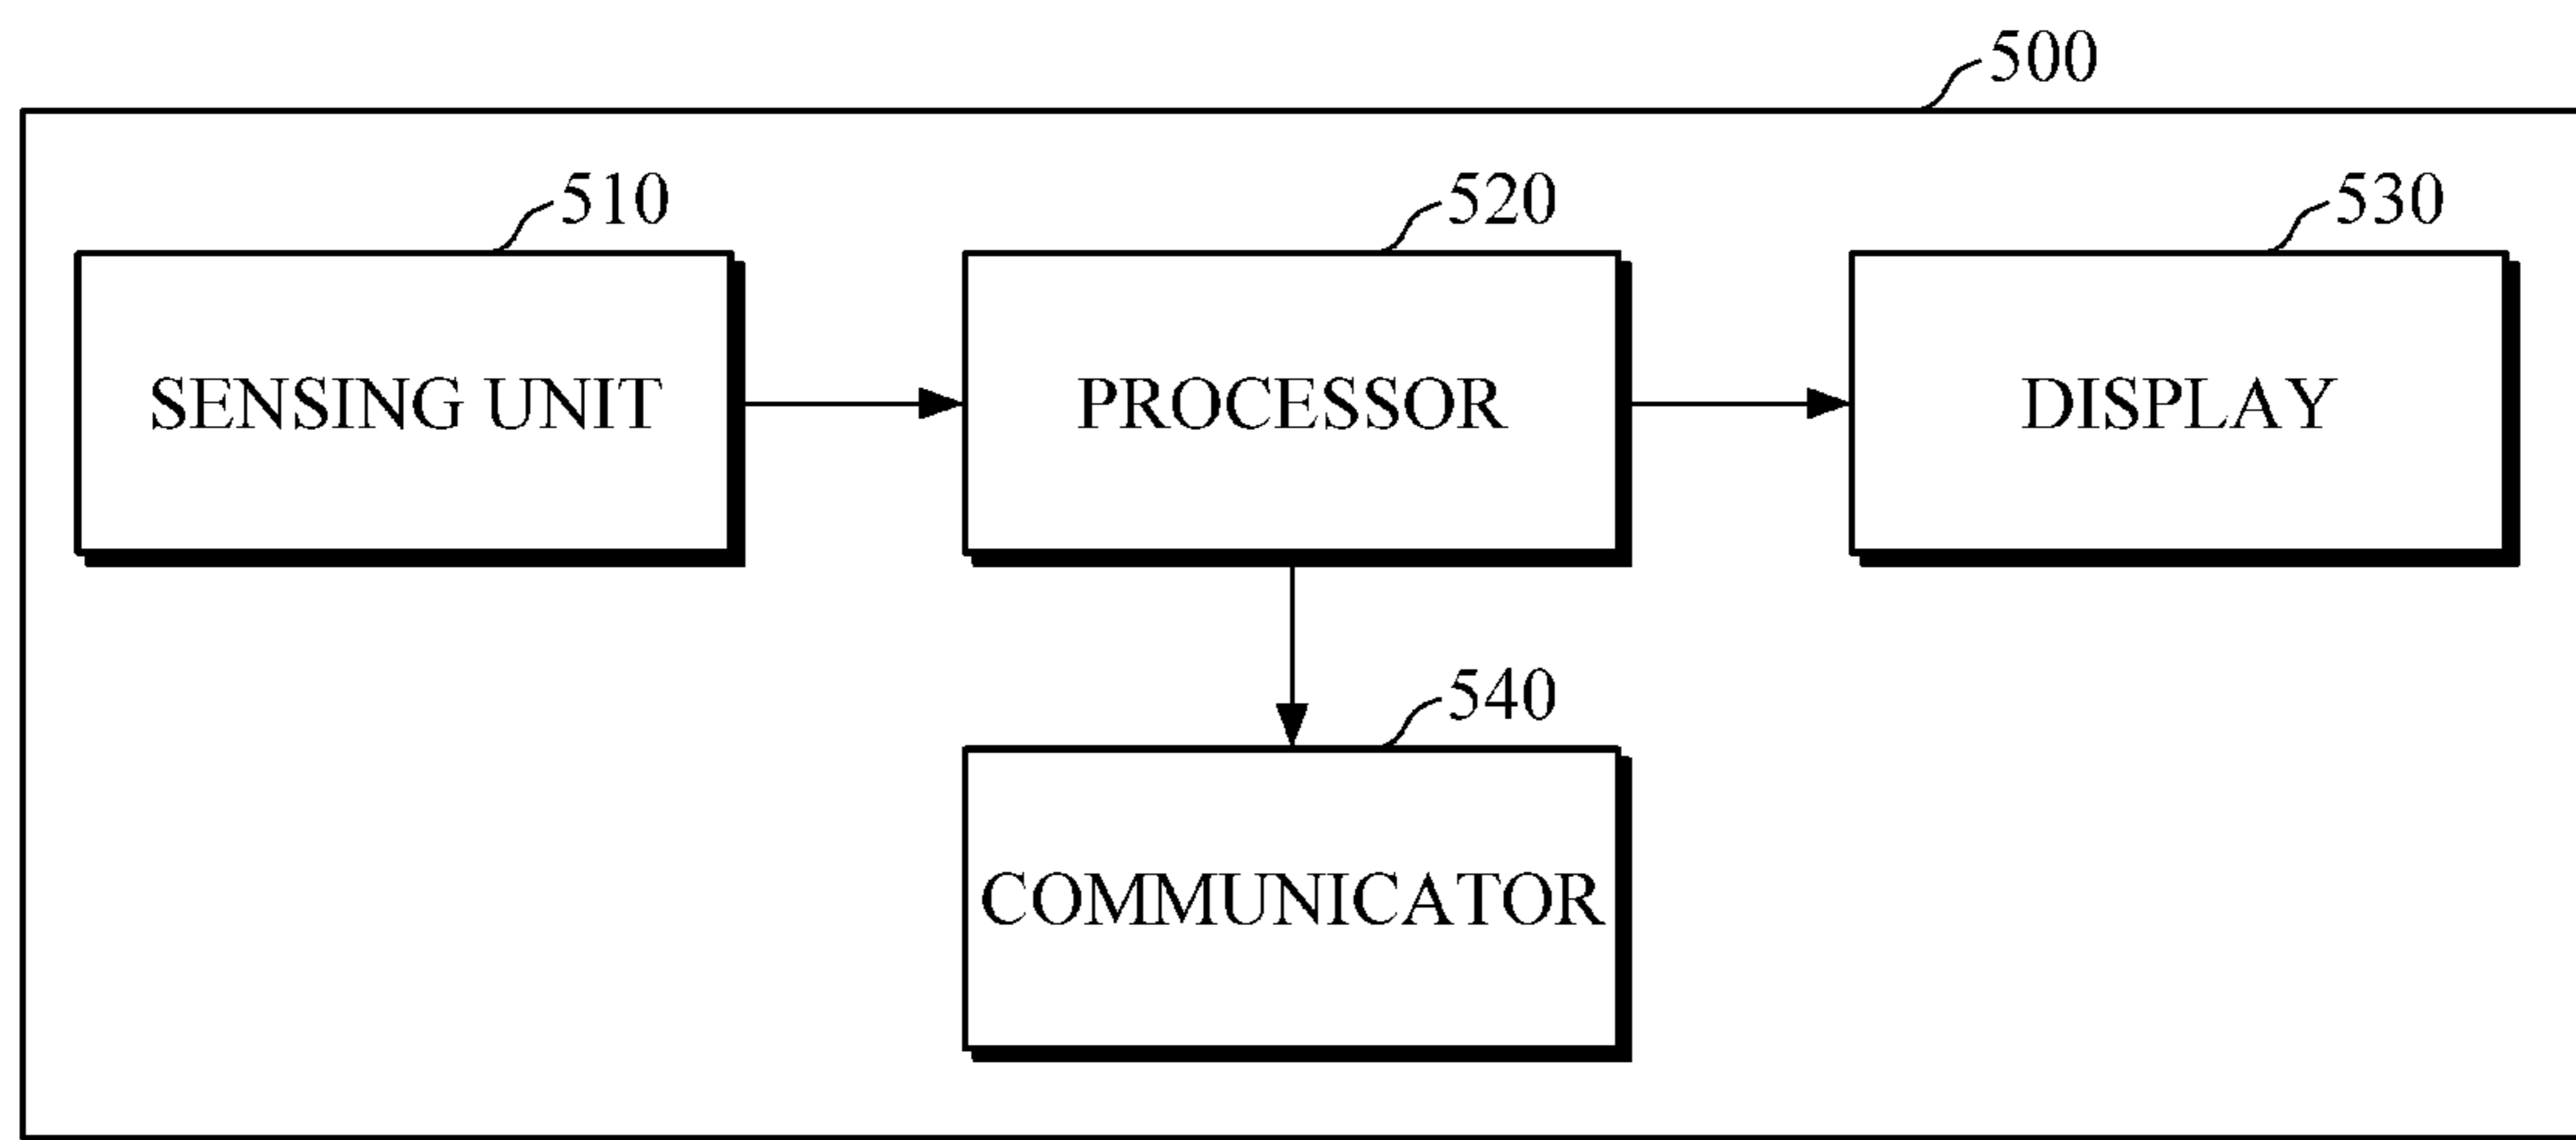 500
510
520
530
SENSING UNIT
PROCESSOR
DISPLAY
540
COMMUNICATOR